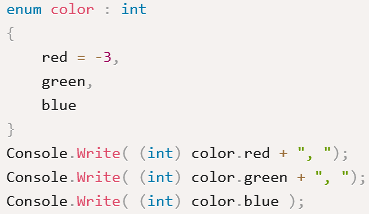 enum color : int
{
    red = -3,
    green,
    blue
}
Console.Write( (int) color.red + ", ");
Console.Write( (int) color.green + ", ");
Console.Write( (int) color.blue );